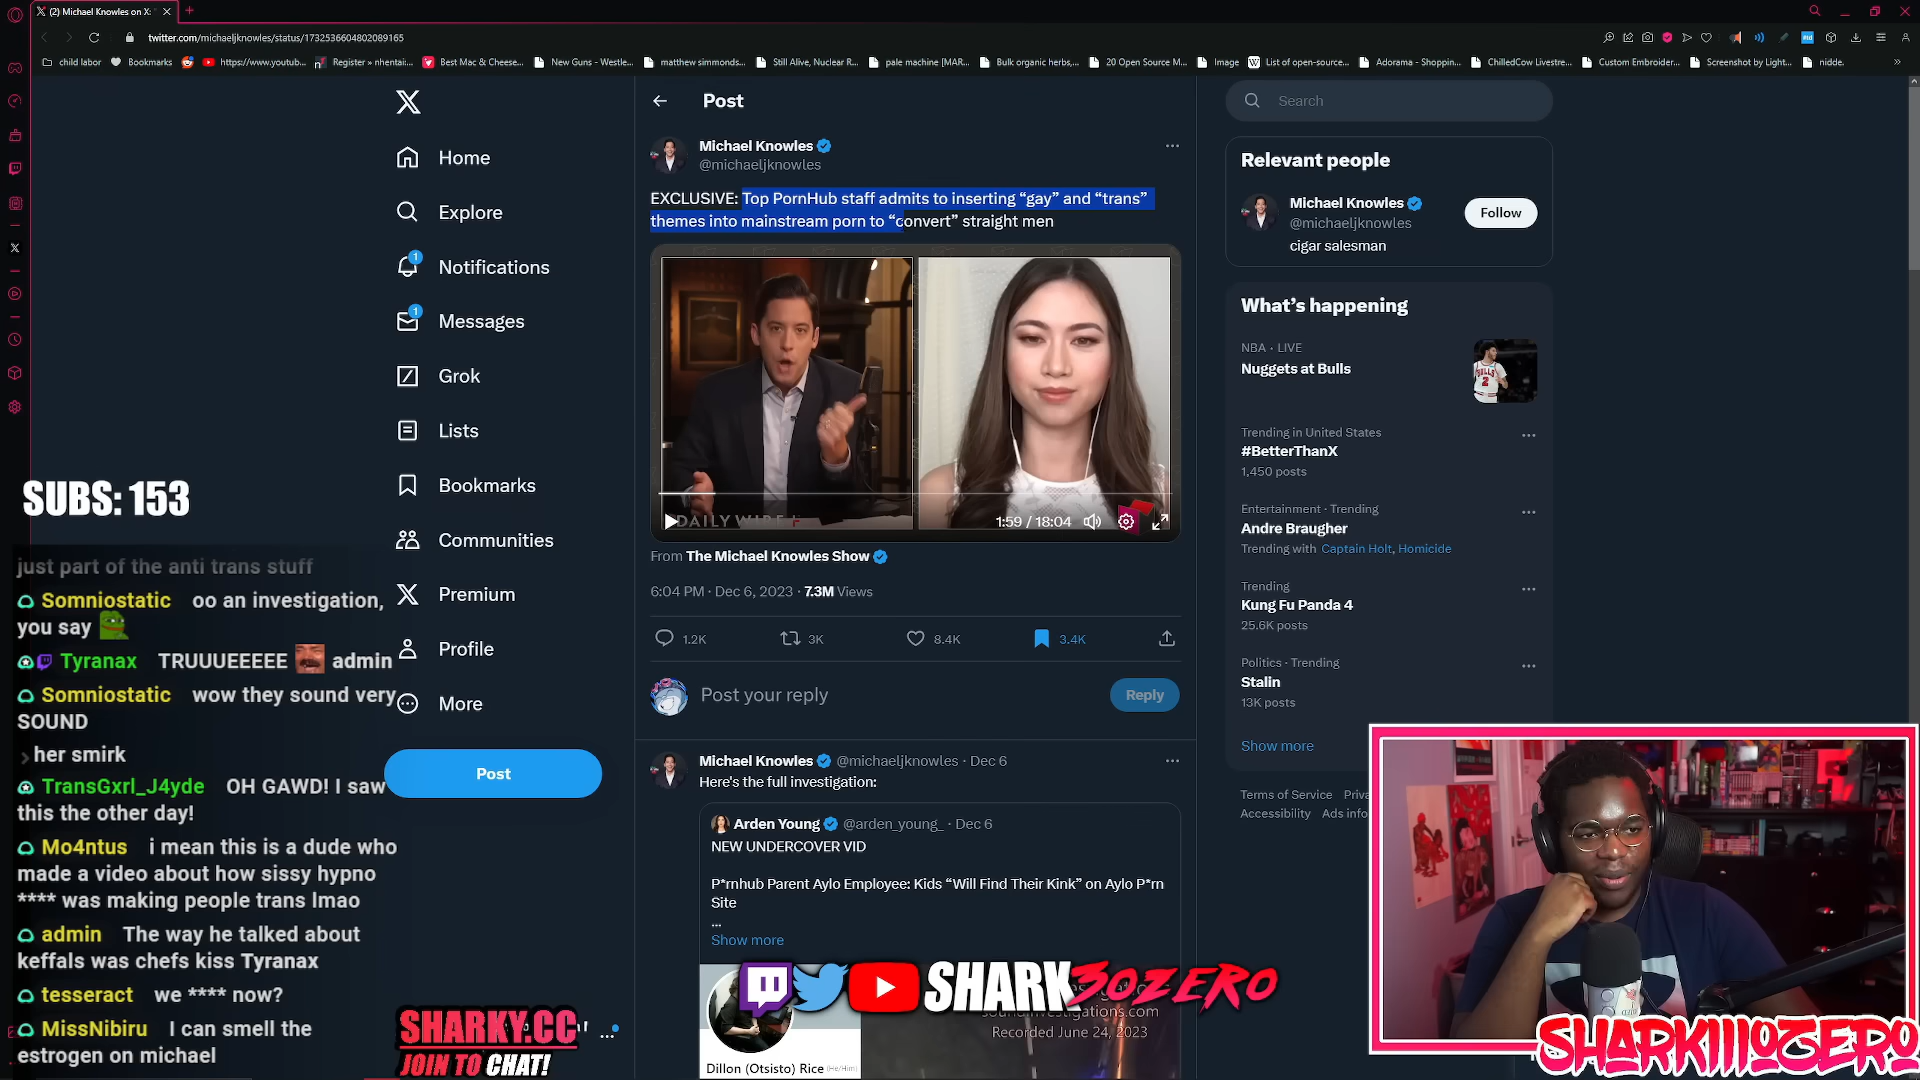 (2) Michael Knowles on X:
twitter.com/michaeljknowles/status/1732536604802089165
child labor
Bookmarks
https://www.youtub...
Register » nhentai...
Best Mac & Cheese...
New Guns - Westle...
matthew simmonds...
Still Alive, Nuclear R...
pale machine [MAR...
Bulk organic herbs,...
20 Open Source M...
Image
List of open-source...
Adorama - Shoppin...
ChilledCow Livestre...
Custom Embroider...
Screenshot by Light...
nidde.
Home
Explore
1
Notifications
1
Messages
Grok
Lists
Bookmarks
Communities
Premium
Profile
More
Post
SUBS: 153
just part of the anti trans stuff
Somniostatic oo an investigation,
you say
Tyranax TRUUUEEEEE admin
Somniostatic wow they sound very
SOUND
her smirk
TransGxrl_J4yde OH GAWD! I saw
this the other day!
Mo4ntus i mean this is a dude who
made a video about how sissy hypno
**** was making people trans lmao
admin The way he talked about
keffals was chefs kiss Tyranax
tesseract we **** now?
MissNibiru I can smell the
estrogen on michael
SHARKY.CC
JOIN TO CHAT!
Post
Michael Knowles
@michaeljknowles
EXCLUSIVE: Top PornHub staff admits to inserting “gay” and “trans”
themes into mainstream porn to “convert” straight men
DAILY WIRE
1:59 / 18:04
From The Michael Knowles Show
6:04 PM · Dec 6, 2023 · 7.3M Views
1.2K
3K
8.4K
3.4K
Post your reply
Reply
Michael Knowles @michaeljknowles · Dec 6
Here's the full investigation:
Arden Young @arden_young_ · Dec 6
NEW UNDERCOVER VID
P*rnhub Parent Aylo Employee: Kids “Will Find Their Kink” on Aylo P*rn
Site
...
Show more
SHARK3OZERO
soundinvestigations.com
Recorded June 24, 2023
Dillon (Otsisto) Rice (He/Him)
Search
Relevant people
Michael Knowles
@michaeljknowles
Follow
cigar salesman
What’s happening
NBA · LIVE
Nuggets at Bulls
BULLS
2
Trending in United States
#BetterThanX
1,450 posts
Entertainment · Trending
Andre Braugher
Trending with Captain Holt, Homicide
Trending
Kung Fu Panda 4
25.6K posts
Politics · Trending
Stalin
13K posts
Show more
Terms of Service Priva
Accessibility Ads info
SHARKIIIOZERO